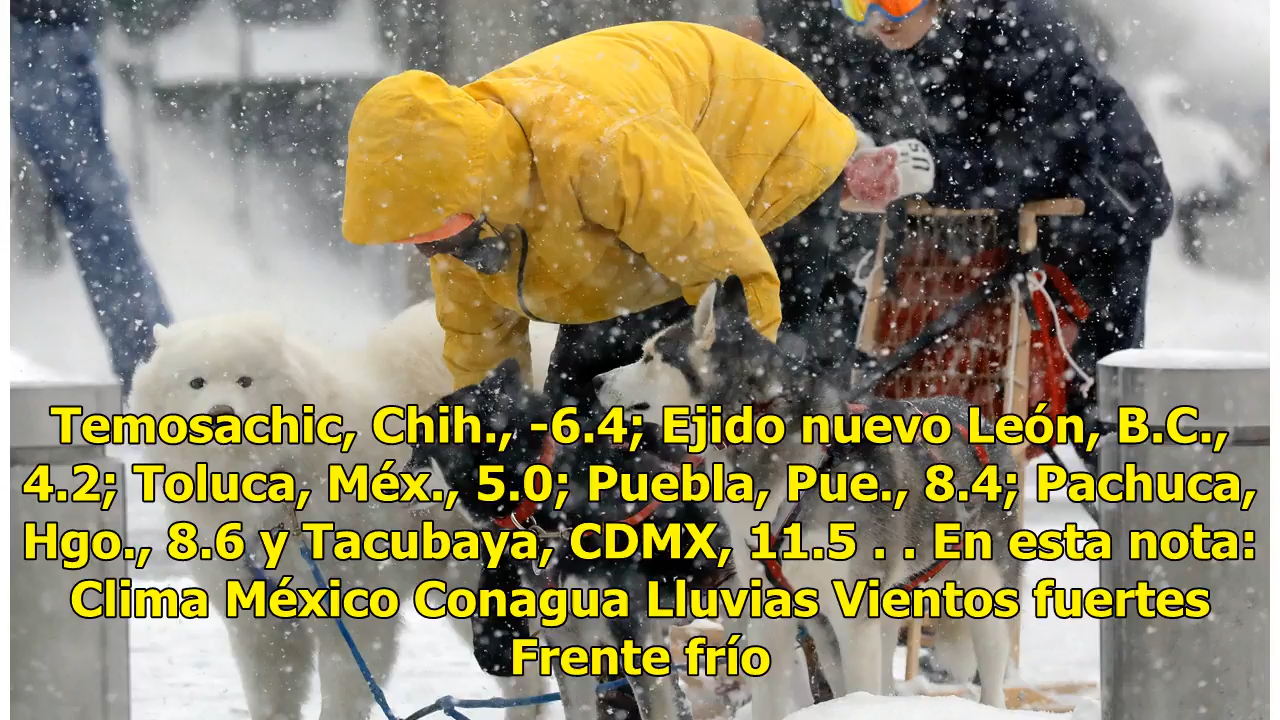 Temosachic, Chih., -6.4; Ejido nuevo León, B.C.,
4.2; Toluca, Méx., 5.0; Puebla, Pue., 8.4; Pachuca,
Hgo., 8.6 y Tacubaya, CDMX, 11.5 . . En esta nota:
Clima México Conagua Lluvias Vientos fuertes
Frente frío